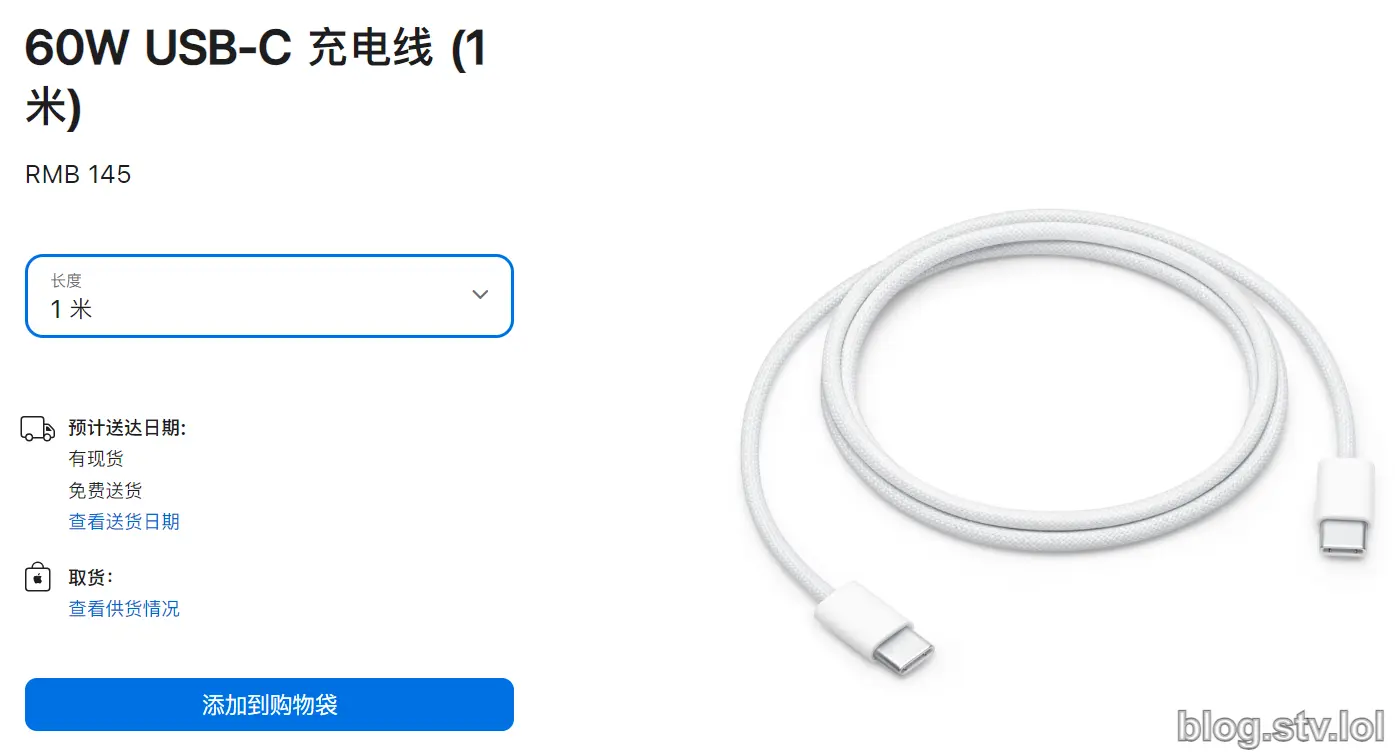 60W USB-C 充电线 (1
米)
RMB 145
长度
1 米
预计送达日期:
有现货
免费送货
查看送货日期
取货:
查看供货情况
添加到购物袋
blog.stv.lol